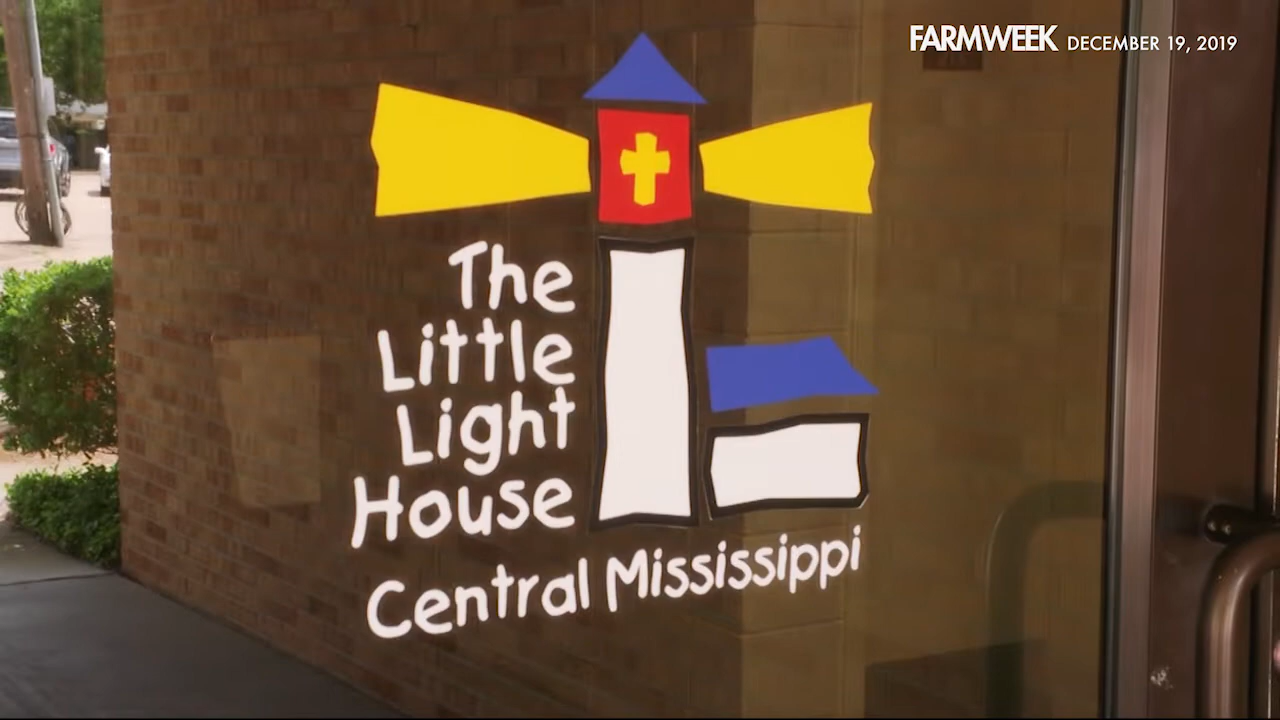 FARMWEEK DECEMBER 19, 2019
The
Little
Light
House
Central Mississippi